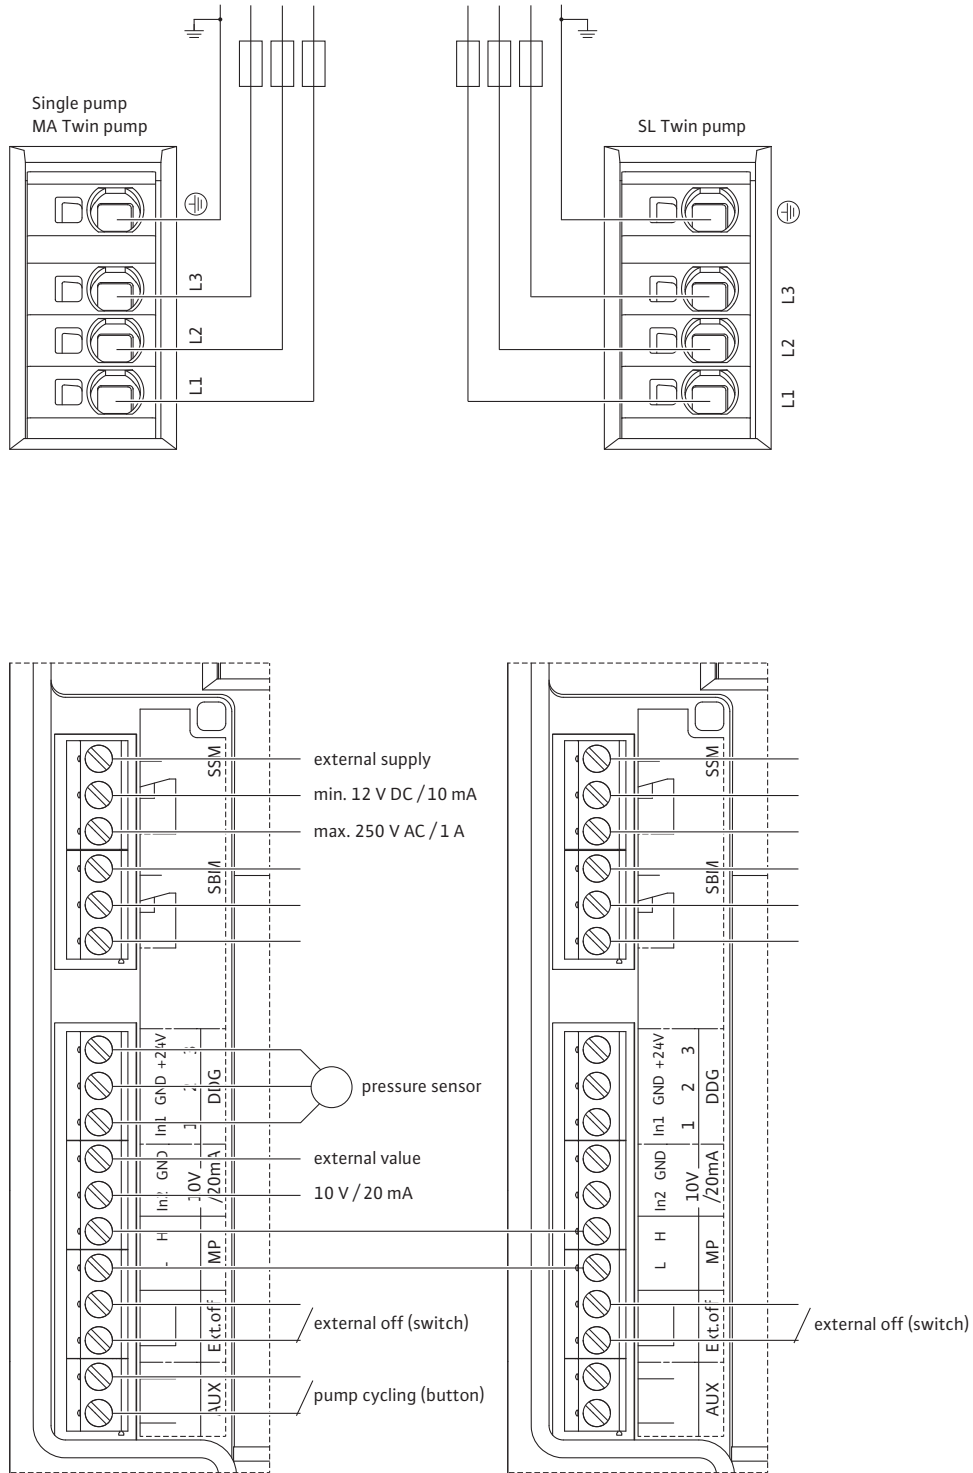 Single pump
MA Twin pump
SL Twin pump
L3
L2
L1
L3
L2
L1
SSM
external supply
min. 12 V DC / 10 mA
max. 250 V AC / 1 A
SBM
SSM
SBM
In1 GND +24V
1 2 3
DDG
pressure sensor
In2 GND
10V
/20mA
external value
10 V / 20 mA
H
MP
Ext.off
external off (switch)
AUX
pump cycling (button)
In1 GND +24V
1 2 3
DDG
In2 GND
10V
/20mA
L H
MP
Ext.off
external off (switch)
AUX